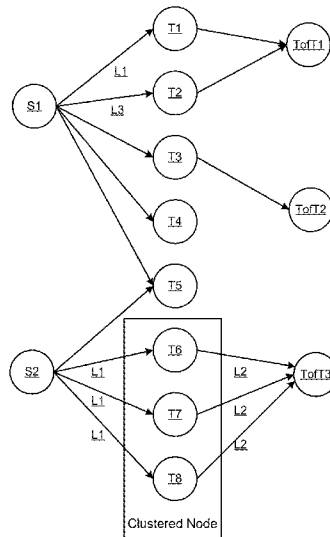 T1
TofT1
L1
T2
S1
L3
T3
T4
TofT2
T5
T6
S2
L1
L2
TofT3
L1
T7
L2
L1
L2
T8
Clustered Node